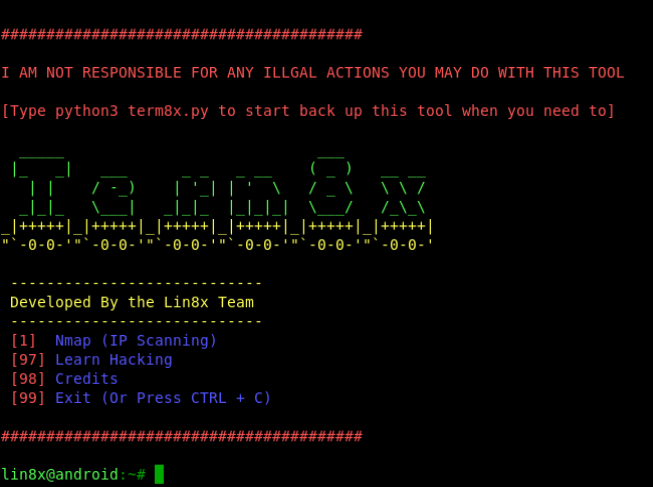 ########################################
I AM NOT RESPONSIBLE FOR ANY ILLGAL ACTIONS YOU MAY DO WITH THIS TOOL
[Type python3 term8x.py to start back up this tool when you need to]
Term8x
_|+++++|_|+++++|_|+++++|_|+++++|_|+++++|_|+++++|
"`-0-0-'"`-0-0-'"`-0-0-'"`-0-0-'"`-0-0-'"`-0-0-'
----------------------------
Developed By the Lin8x Team
----------------------------
[1] Nmap (IP Scanning)
[97] Learn Hacking
[98] Credits
[99] Exit (Or Press CTRL + C)
########################################
lin8x@android:~#